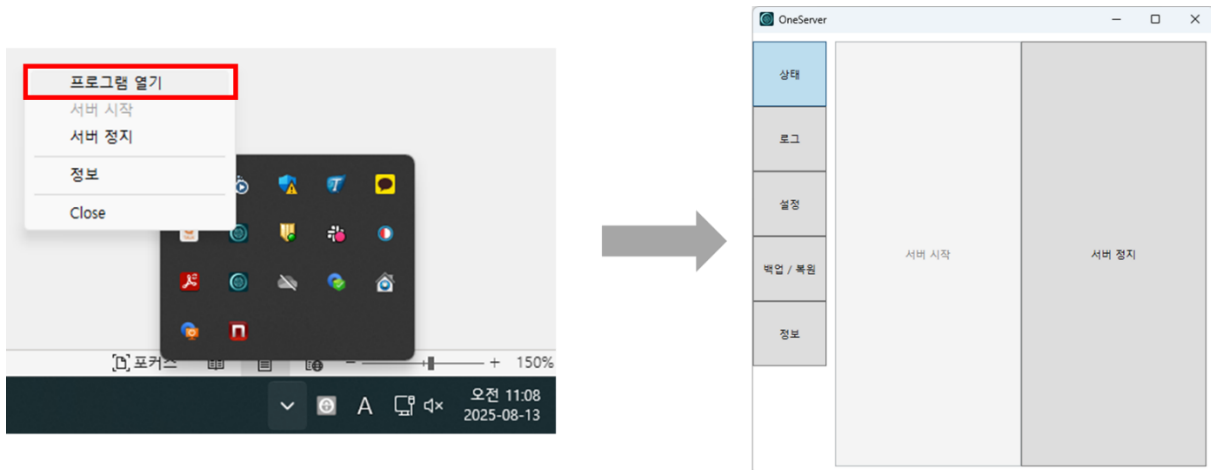 프로그램 열기
서버 시작
서버 정지
정보
Close
포커스
150%
A
오전 11:08
2025-08-13
OneServer
상태
로그
설정
백업 / 복원
정보
서버 시작
서버 정지